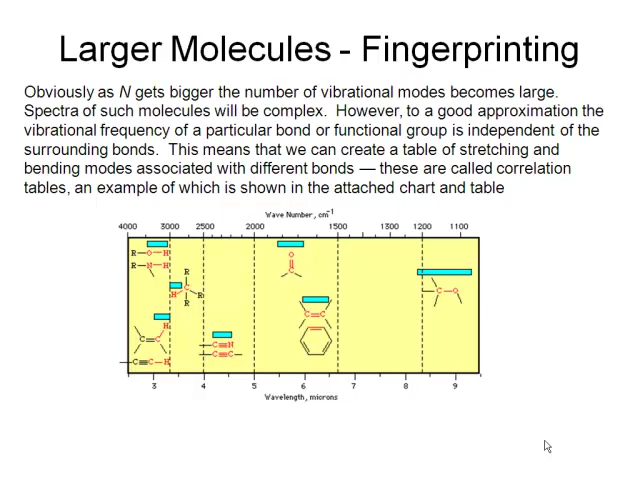 Larger Molecules - Fingerprinting
Obviously as N gets bigger the number of vibrational modes becomes large.
Spectra of such molecules will be complex.  However, to a good approximation the
vibrational frequency of a particular bond or functional group is independent of the
surrounding bonds.  This means that we can create a table of stretching and
bending modes associated with different bonds — these are called correlation
tables, an example of which is shown in the attached chart and table
Wave Number, cm-1
4000 3000 2500 2000 1500 1300 1200 1100
R—O—H
R—N—H
O
C
R
H C R
R
C—O
H
C=C
C=C
—C≡N
—C≡C—
—C≡C—H
3 4 5 6 7 8 9
Wavelength, microns